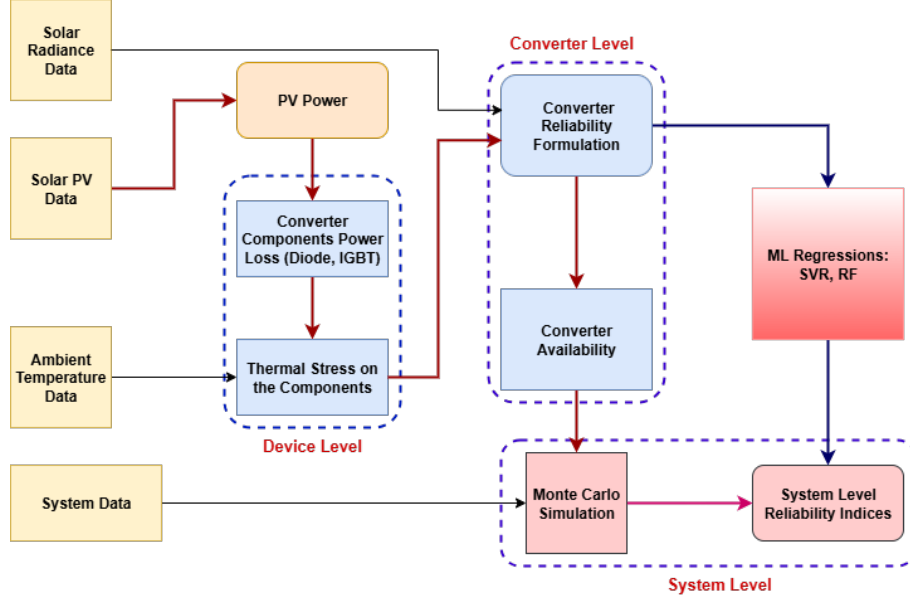 Solar
Radiance
Data
Converter Level
PV Power
Converter
Reliability
Formulation
Solar PV
Data
Converter
Components Power
Loss (Diode, IGBT)
ML Regressions:
SVR, RF
Ambient
Temperature
Data
Thermal Stress on
the Components
Converter
Availability
Device Level
System Data
Monte Carlo
Simulation
System Level
Reliability Indices
System Level